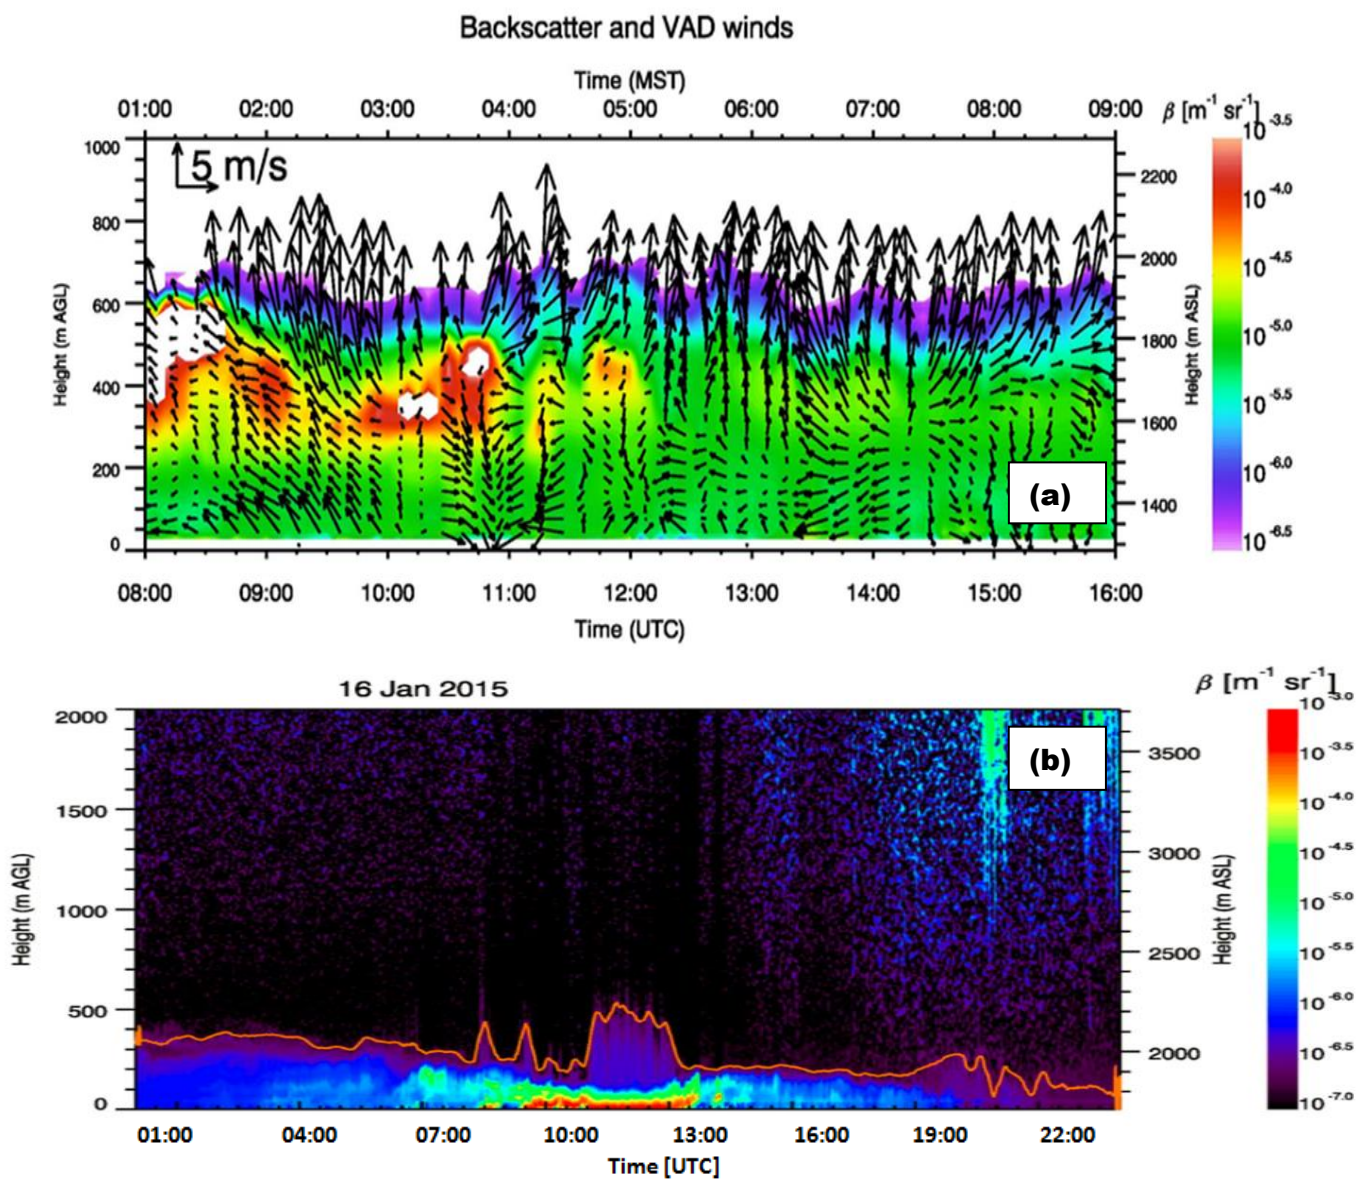 Backscatter and VAD winds
Time (MST)
01:00 02:00 03:00 04:00 05:00 06:00 07:00 08:00 09:00
β [m⁻¹ sr⁻¹]
5 m/s
1000
800
600
400
200
0
Height (m AGL)
2200
2000
1800
1600
1400
Height (m ASL)
10⁻³·⁵
10⁻⁴·⁰
10⁻⁴·⁵
10⁻⁵·⁰
10⁻⁵·⁵
10⁻⁶·⁰
10⁻⁶·⁵
(a)
08:00 09:00 10:00 11:00 12:00 13:00 14:00 15:00 16:00
Time (UTC)
16 Jan 2015
β [m⁻¹ sr⁻¹]
2000
1500
1000
500
0
Height (m AGL)
(b)
3500
3000
2500
2000
Height (m ASL)
10⁻³·⁰
10⁻³·⁵
10⁻⁴·⁰
10⁻⁴·⁵
10⁻⁵·⁰
10⁻⁵·⁵
10⁻⁶·⁰
10⁻⁶·⁵
10⁻⁷·⁰
01:00 04:00 07:00 10:00 13:00 16:00 19:00 22:00
Time [UTC]